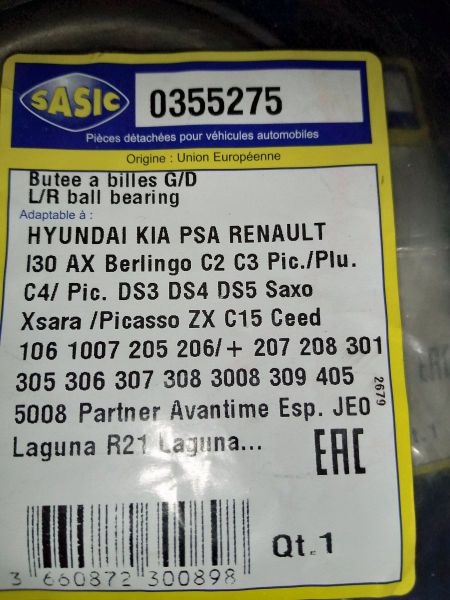 SASIC
0355275
Pièces détachées pour véhicules automobiles
Origine : Union Européenne
Butee a billes G/D
L/R ball bearing
Adaptable à :
HYUNDAI KIA PSA RENAULT
I30 AX Berlingo C2 C3 Pic./Plu.
C4/ Pic. DS3 DS4 DS5 Saxo
Xsara /Picasso ZX C15 Ceed
106 1007 205 206/+ 207 208 301
305 306 307 308 3008 309 405
2679
5008 Partner Avantime Esp. JE0
Laguna R21 Laguna...
EAC
Qt.1
3 660872 300898